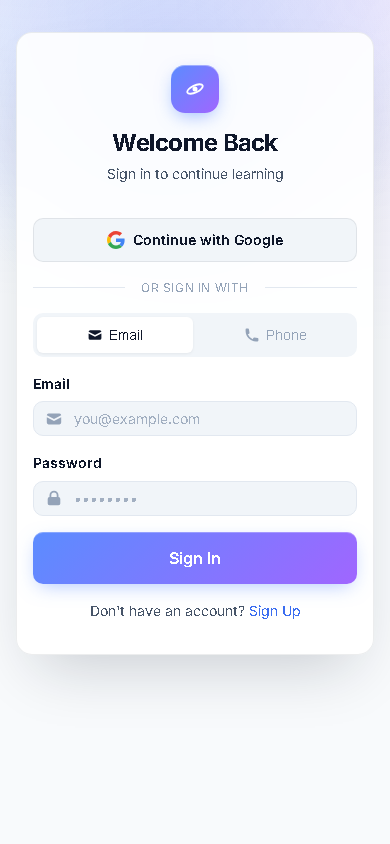 Welcome Back
Sign in to continue learning
Continue with Google
OR SIGN IN WITH
Email
Phone
Email
you@example.com
Password
••••••••
Sign In
Don't have an account? Sign Up